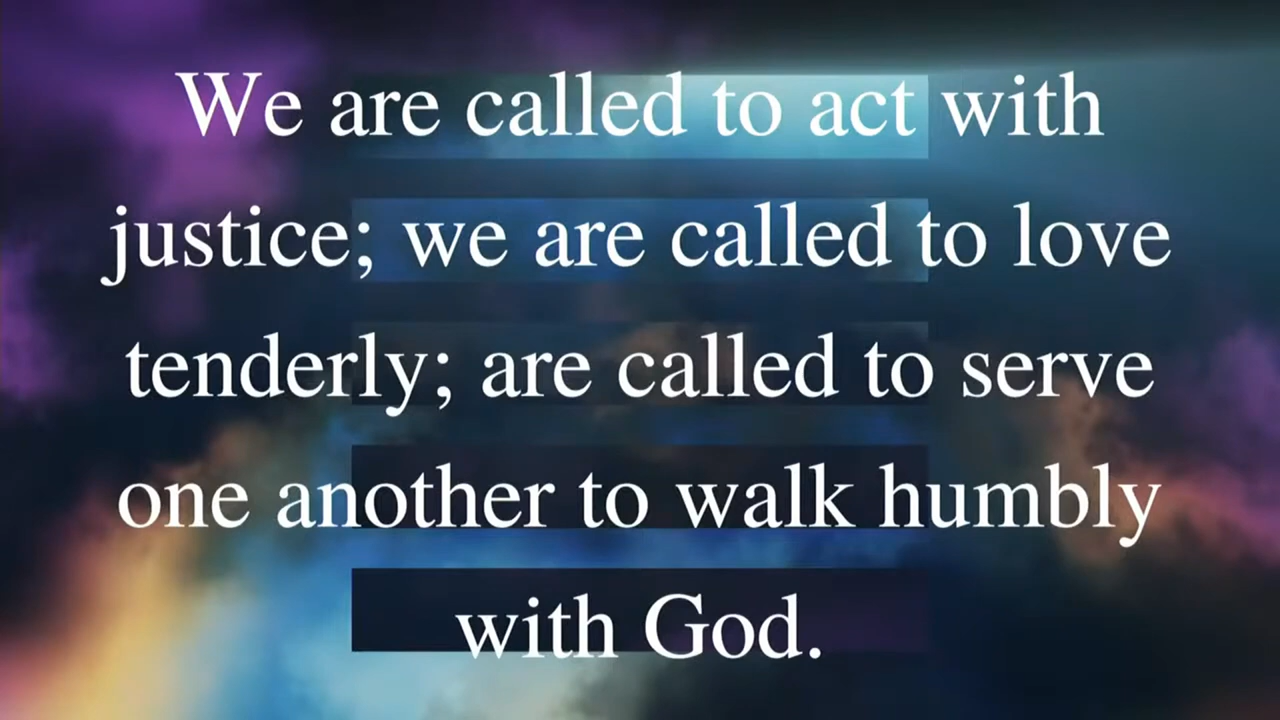 We are called to act with
justice; we are called to love
tenderly; are called to serve
one another to walk humbly
with God.